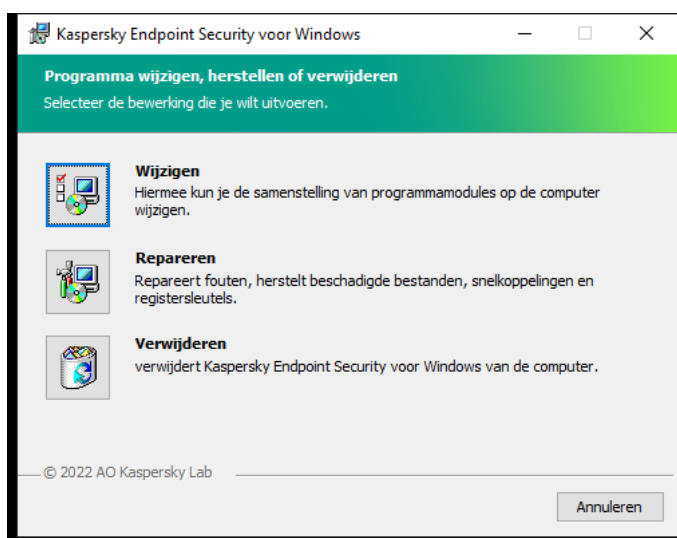 Kaspersky Endpoint Security voor Windows
Programma wijzigen, herstellen of verwijderen
Selecteer de bewerking die je wilt uitvoeren.
Wijzigen
Hiermee kun je de samenstelling van programmamodules op de computer
wijzigen.
Repareren
Repareert fouten, herstelt beschadigde bestanden, snelkoppelingen en
registersleutels.
Verwijderen
verwijdert Kaspersky Endpoint Security voor Windows van de computer.
© 2022 AO Kaspersky Lab
Annuleren